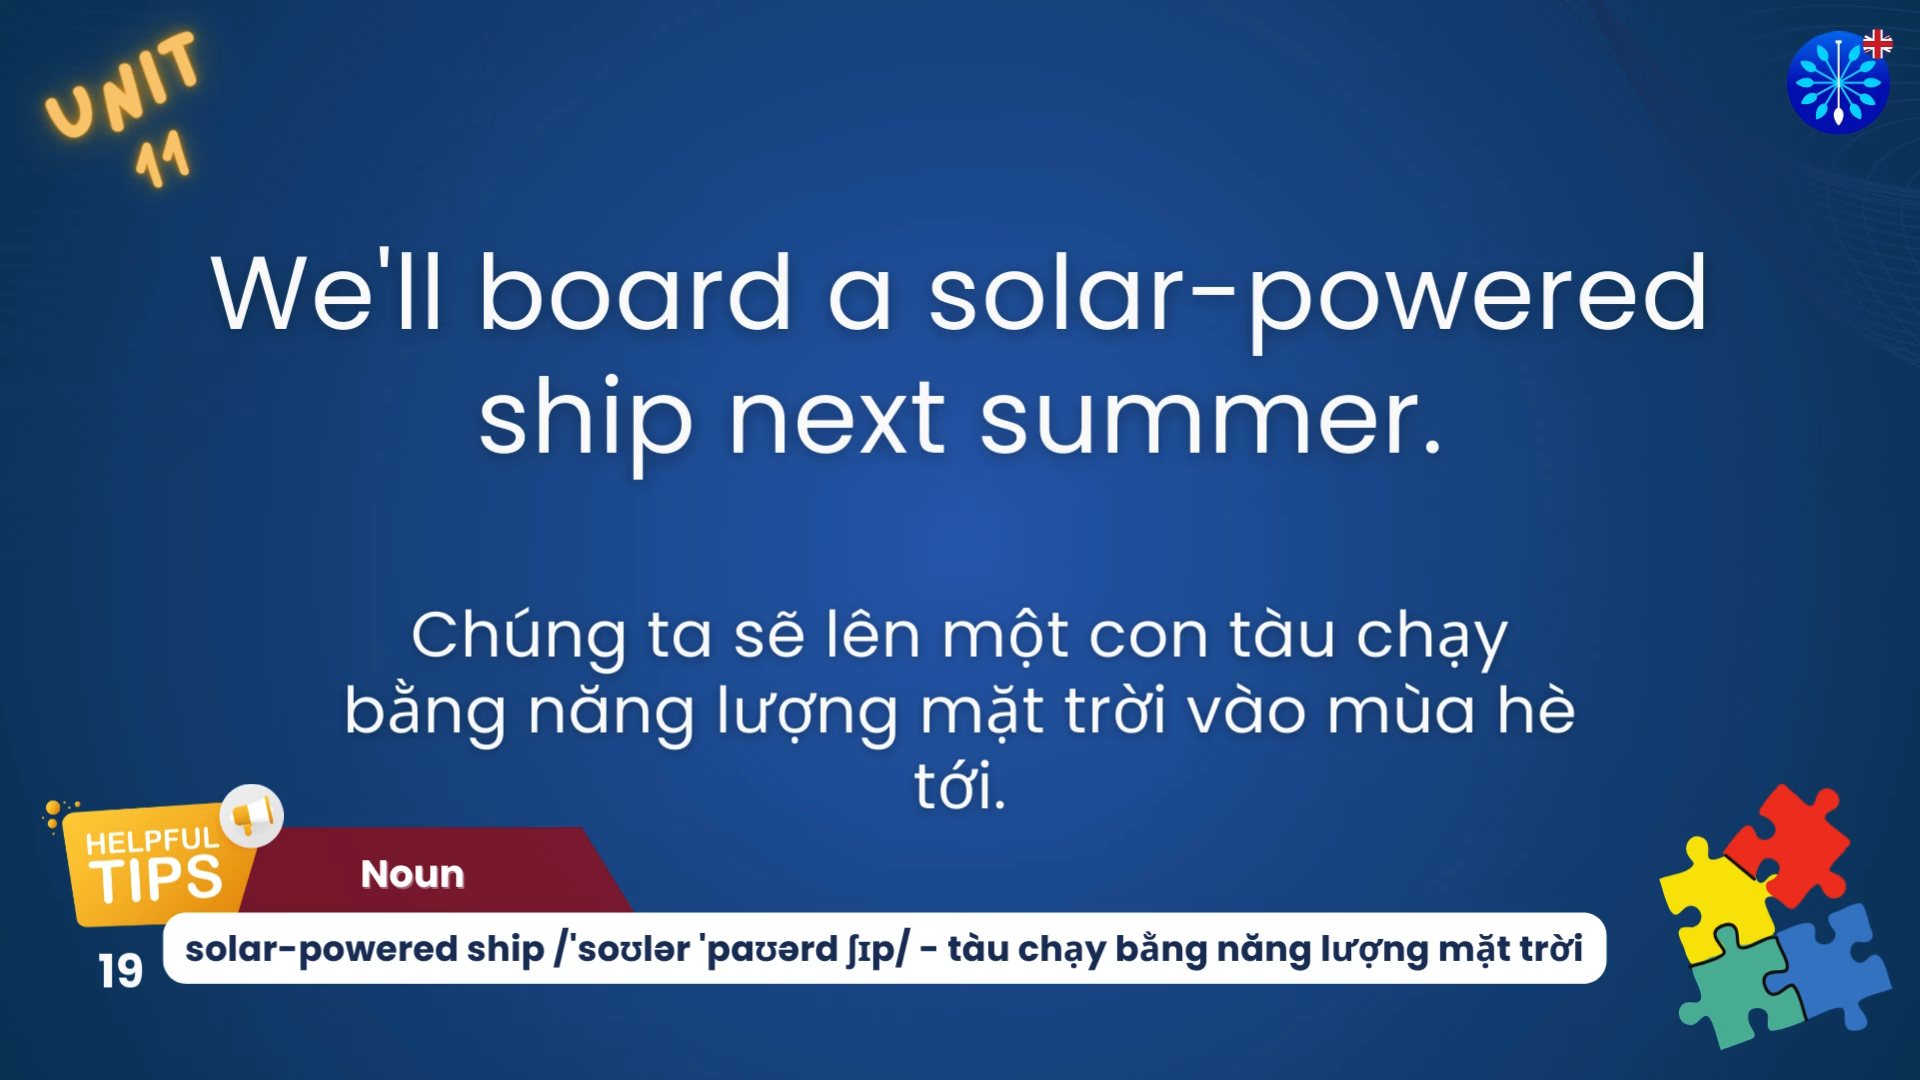 UNIT
11
We'll board a solar-powered
ship next summer.
Chúng ta sẽ lên một con tàu chạy
bằng năng lượng mặt trời vào mùa hè
tới.
HELPFUL
TIPS
Noun
solar-powered ship /ˈsoʊlər ˈpaʊərd ʃɪp/ - tàu chạy bằng năng lượng mặt trời
19